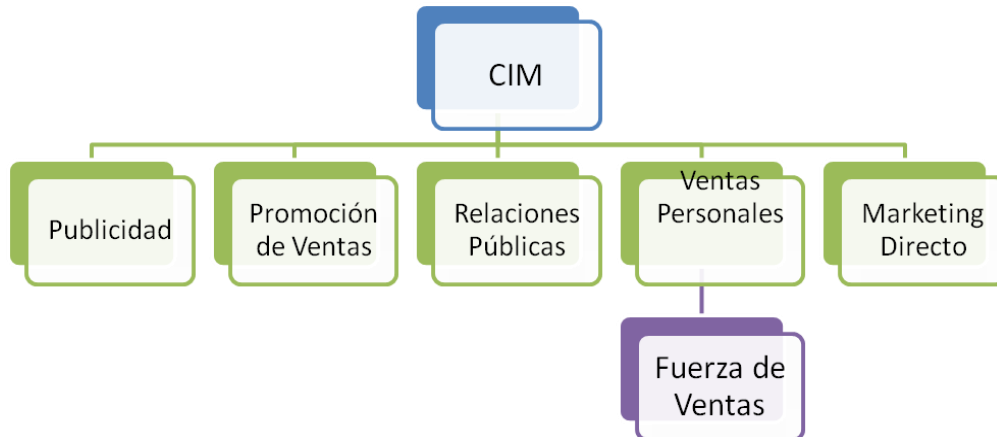 CIM
Publicidad
Promoción
de Ventas
Relaciones
Públicas
Ventas
Personales
Marketing
Directo
Fuerza de
Ventas